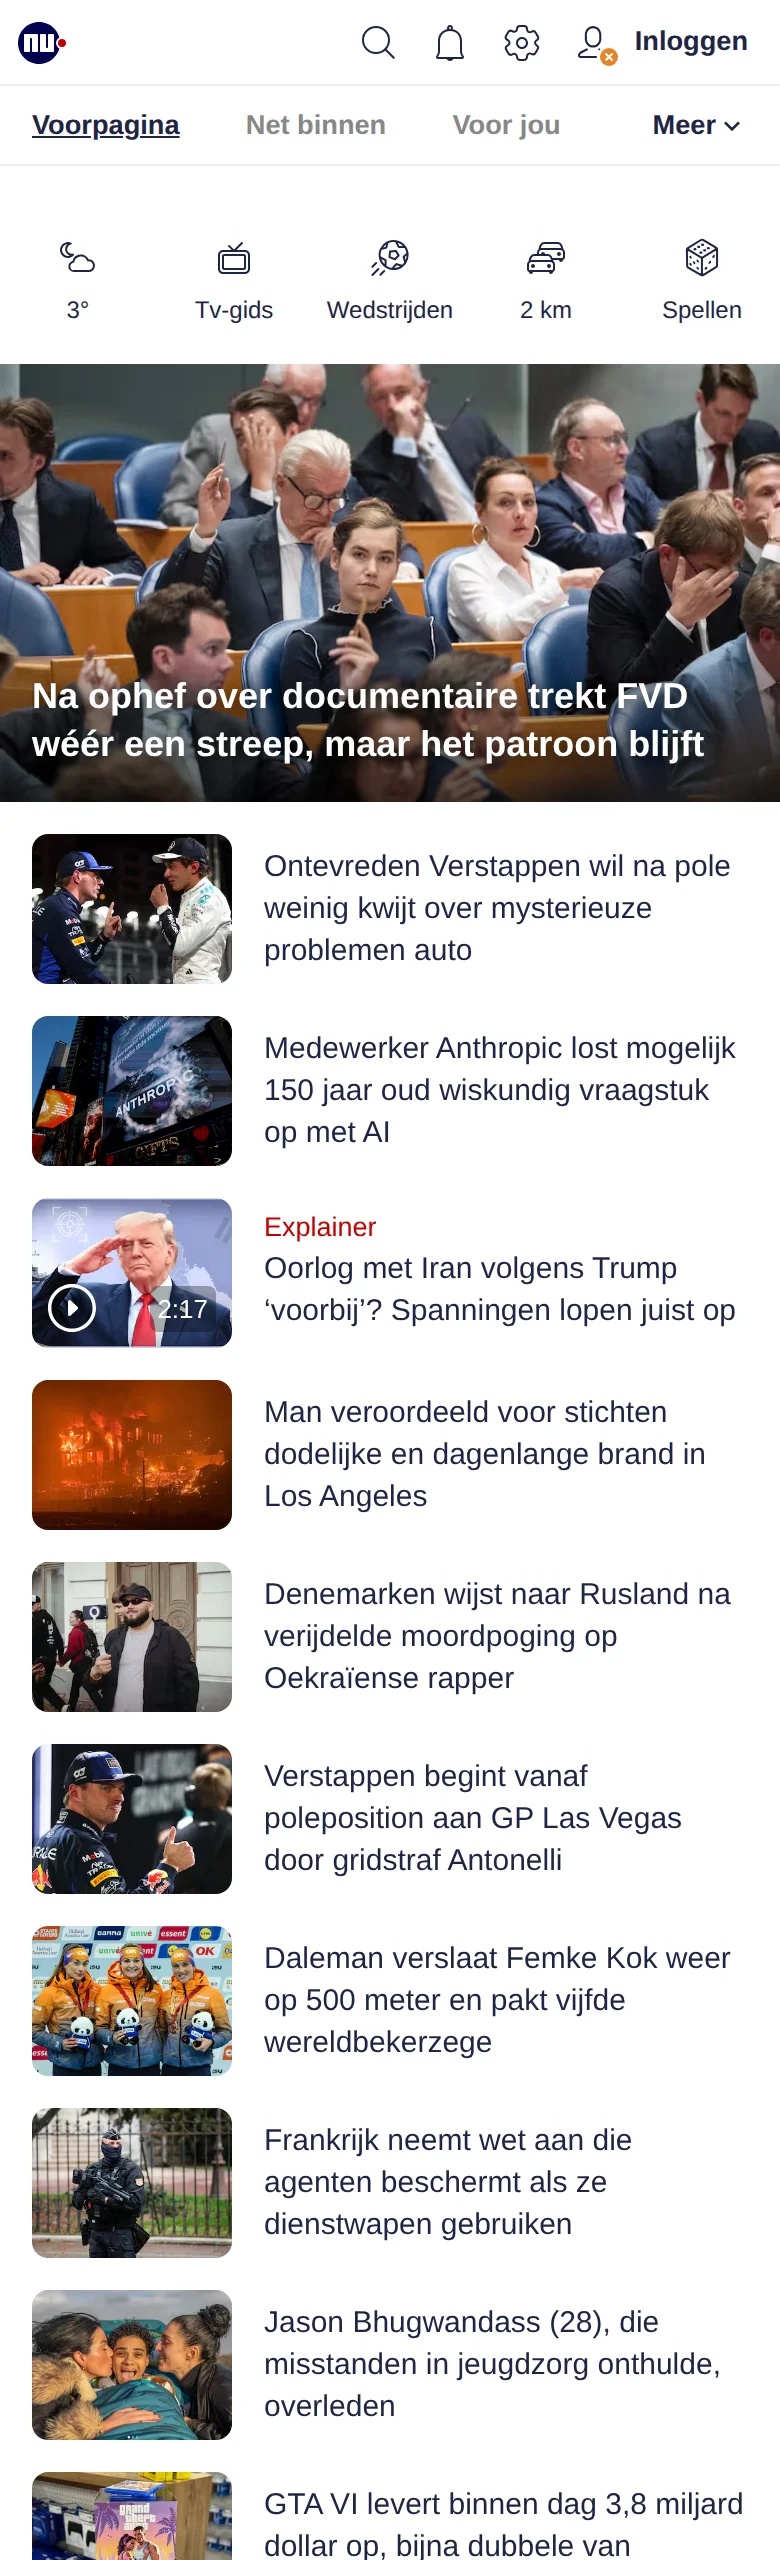 nu
Inloggen
Voorpagina
Net binnen
Voor jou
Meer
3°
Tv-gids
Wedstrijden
2 km
Spellen
Na ophef over documentaire trekt FVD
wéér een streep, maar het patroon blijft
Ontevreden Verstappen wil na pole
weinig kwijt over mysterieuze
problemen auto
ANTHROPIC
GIFTS
Medewerker Anthropic lost mogelijk
150 jaar oud wiskundig vraagstuk
op met AI
2:17
Explainer
Oorlog met Iran volgens Trump
‘voorbij’? Spanningen lopen juist op
Man veroordeeld voor stichten
dodelijke en dagenlange brand in
Los Angeles
Denemarken wijst naar Rusland na
verijdelde moordpoging op
Oekraïense rapper
Verstappen begint vanaf
poleposition aan GP Las Vegas
door gridstraf Antonelli
univé
essent
OK
Daleman verslaat Femke Kok weer
op 500 meter en pakt vijfde
wereldbekerzege
Frankrijk neemt wet aan die
agenten beschermt als ze
dienstwapen gebruiken
Jason Bhugwandass (28), die
misstanden in jeugdzorg onthulde,
overleden
grand
theft
GTA VI levert binnen dag 3,8 miljard
dollar op, bijna dubbele van